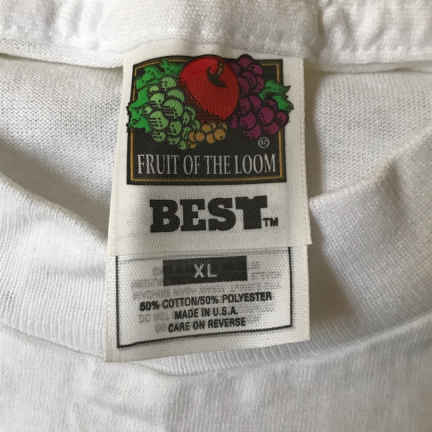 ®
FRUIT OF THE LOOM
BEST™
XL
50% COTTON/50% POLYESTER
MADE IN U.S.A.
CARE ON REVERSE